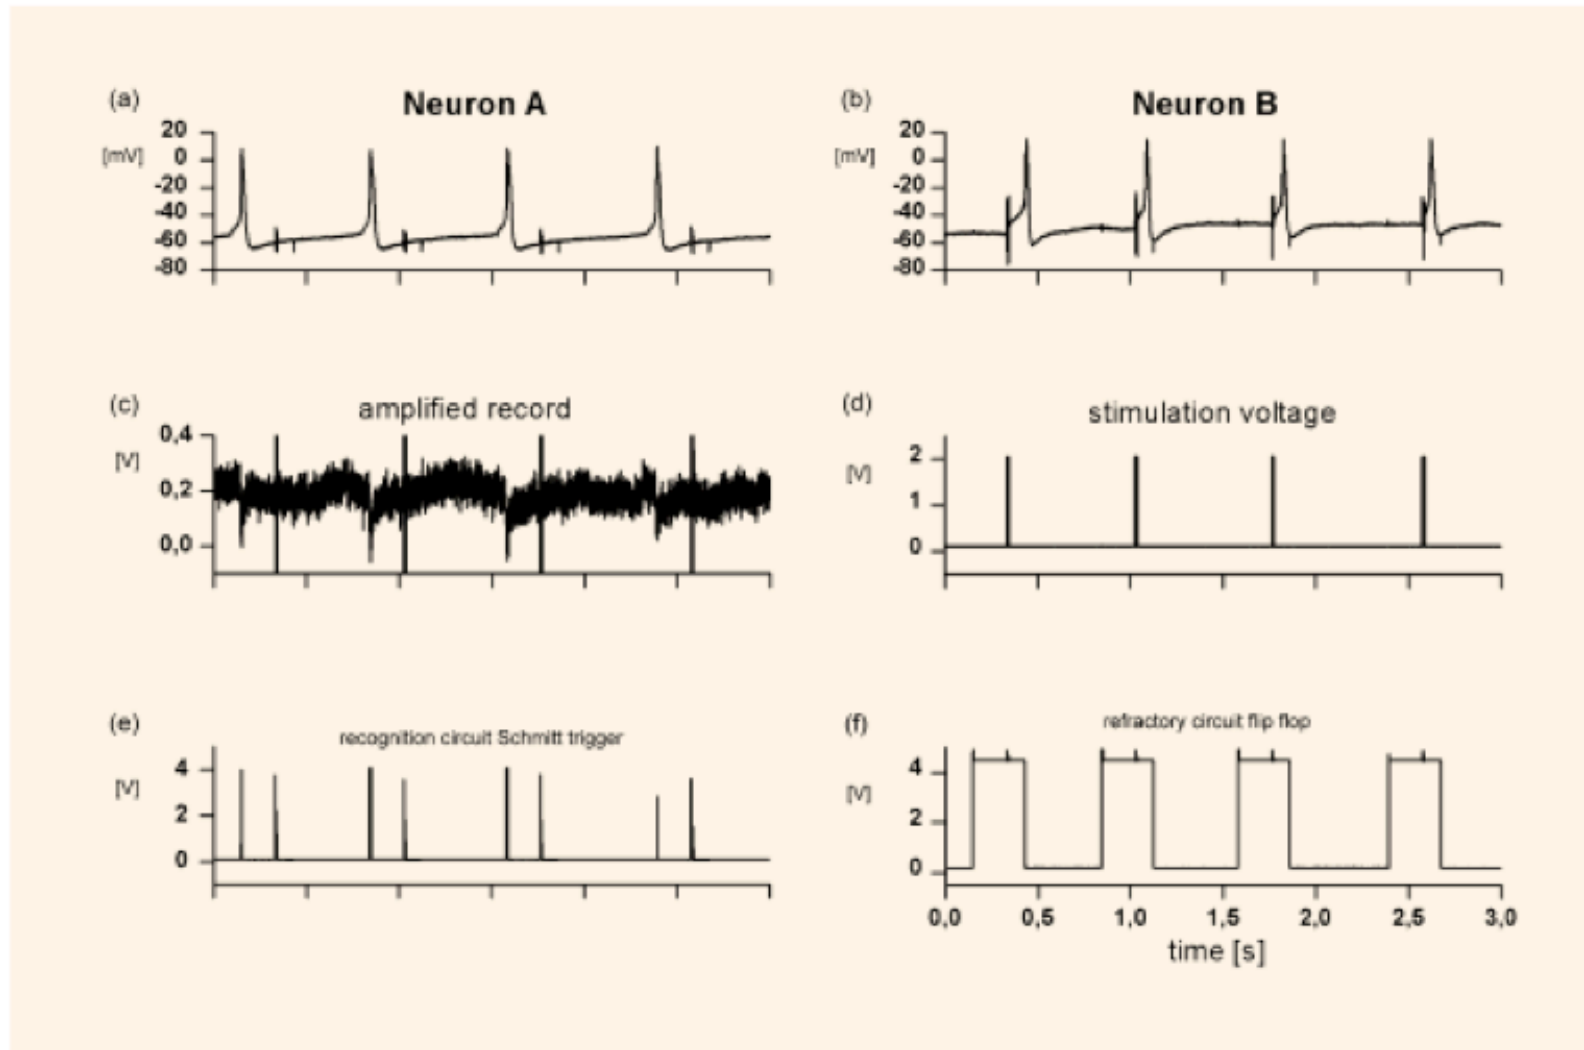 (a)
Neuron A
[mV]
20
0
-20
-40
-60
-80
(b)
Neuron B
[mV]
20
0
-20
-40
-60
-80
(c)
amplified record
[V]
0,4
0,2
0,0
(d)
stimulation voltage
[V]
2
1
0
(e)
recognition circuit Schmitt trigger
[V]
4
2
0
(f)
refractory circuit flip flop
[V]
4
2
0
0,0 0,5 1,0 1,5 2,0 2,5 3,0
time [s]